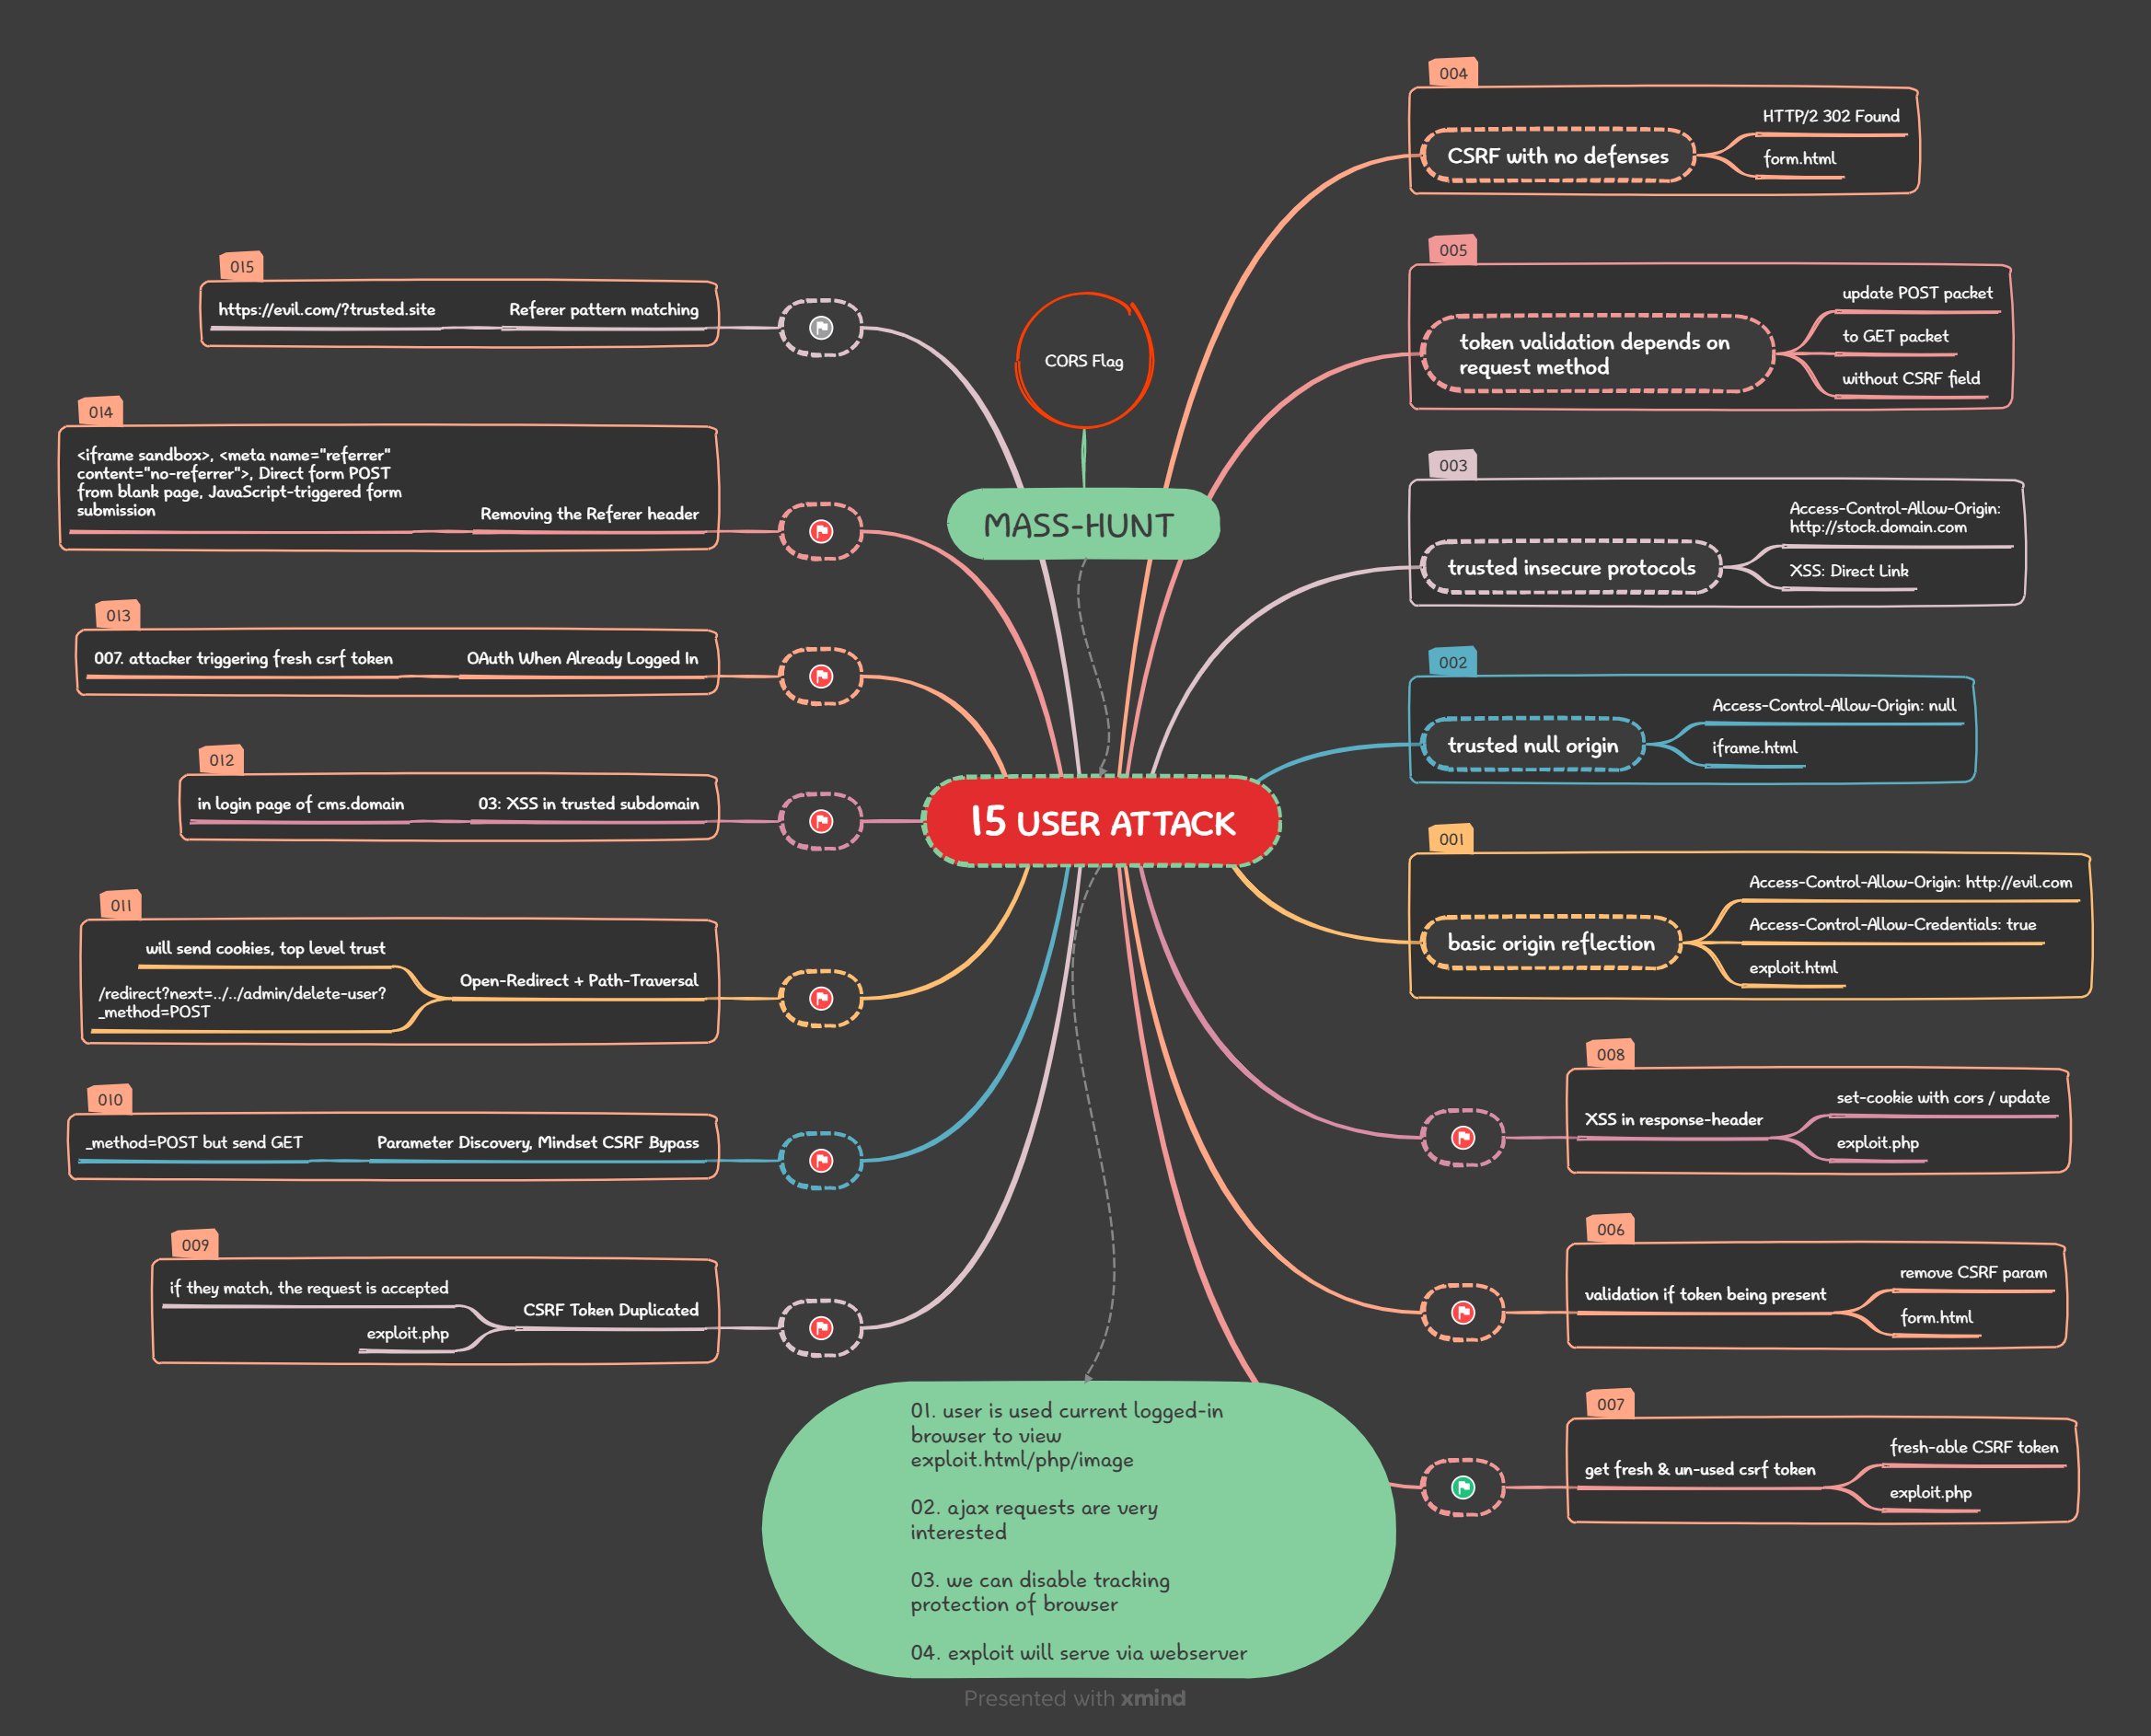 004
HTTP/2 302 Found
CSRF with no defenses
form.html
005
update POST packet
token validation depends on
request method
to GET packet
without CSRF field
003
Access-Control-Allow-Origin:
http://stock.domain.com
trusted insecure protocols
XSS: Direct Link
002
Access-Control-Allow-Origin: null
trusted null origin
iframe.html
001
Access-Control-Allow-Origin: http://evil.com
Access-Control-Allow-Credentials: true
basic origin reflection
exploit.html
008
set-cookie with cors / update
XSS in response-header
exploit.php
006
remove CSRF param
validation if token being present
form.html
007
fresh-able CSRF token
get fresh & un-used csrf token
exploit.php
CORS Flag
MASS-HUNT
15 USER ATTACK
015
https://evil.com/?trusted.site
Referer pattern matching
014
<iframe sandbox>, <meta name="referrer"
content="no-referrer">, Direct form POST
from blank page, JavaScript-triggered form
submission
Removing the Referer header
013
007. attacker triggering fresh csrf token
OAuth When Already Logged In
012
in login page of cms.domain
03: XSS in trusted subdomain
011
will send cookies, top level trust
Open-Redirect + Path-Traversal
/redirect?next=../../admin/delete-user?
_method=POST
010
_method=POST but send GET
Parameter Discovery, Mindset CSRF Bypass
009
if they match, the request is accepted
CSRF Token Duplicated
exploit.php
01. user is used current logged-in
browser to view
exploit.html/php/image
02. ajax requests are very
interested
03. we can disable tracking
protection of browser
04. exploit will serve via webserver
Presented with xmind